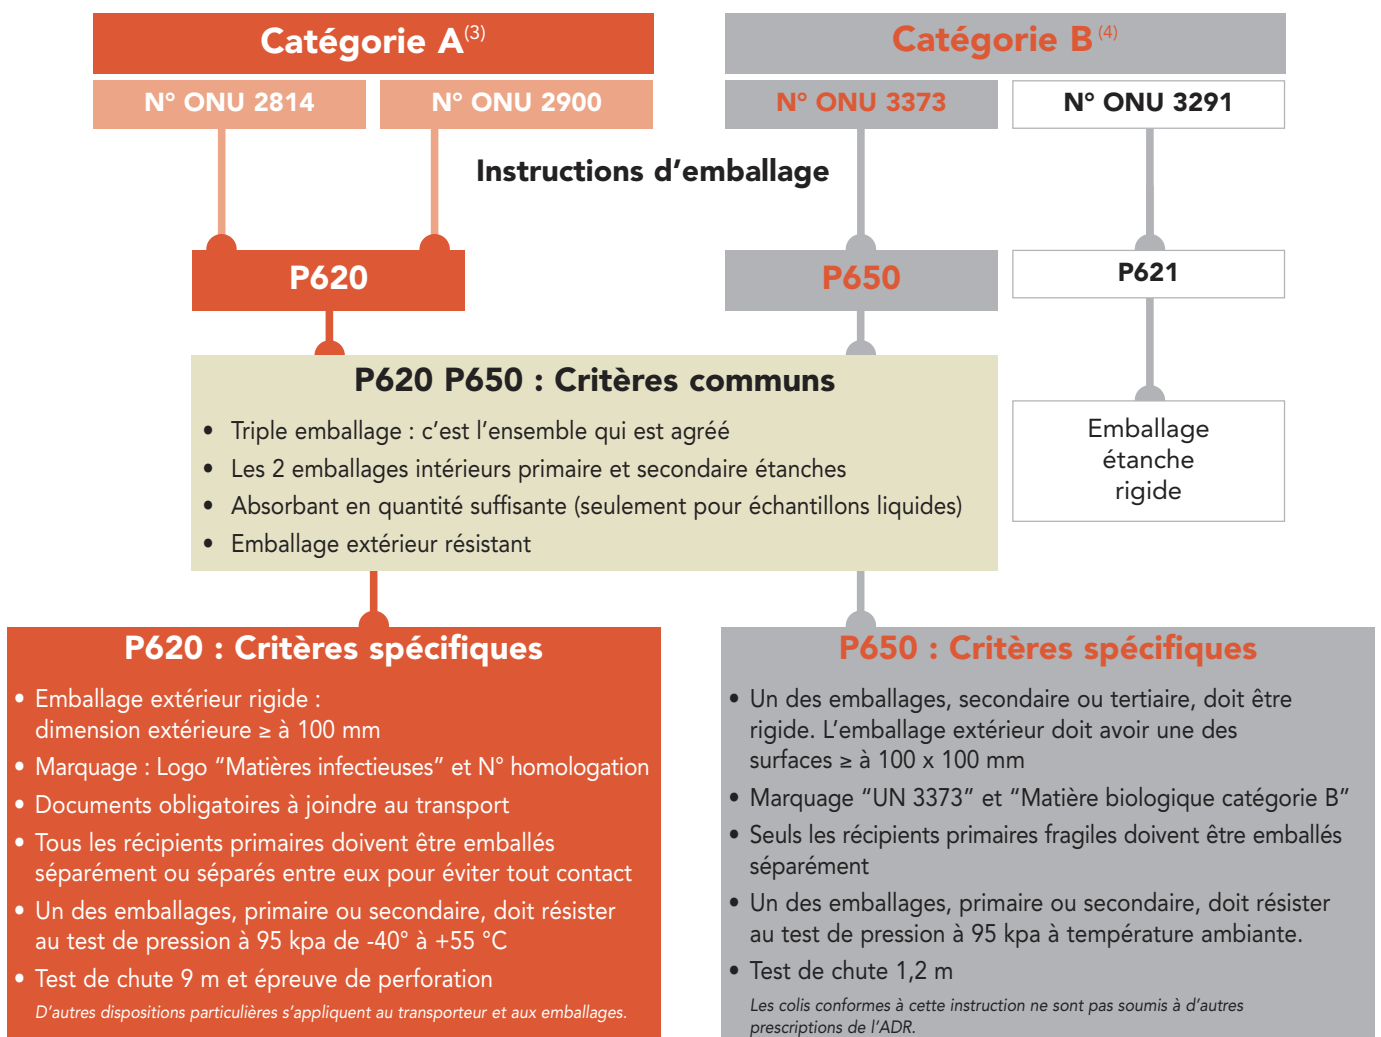 Catégorie A(3)
Catégorie B (4)
N° ONU 2814
N° ONU 2900
N° ONU 3373
N° ONU 3291
Instructions d’emballage
P620
P650
P621
P620 P650 : Critères communs
• Triple emballage : c’est l’ensemble qui est agréé
• Les 2 emballages intérieurs primaire et secondaire étanches
• Absorbant en quantité suffisante (seulement pour échantillons liquides)
• Emballage extérieur résistant
Emballage
étanche
rigide
P620 : Critères spécifiques
• Emballage extérieur rigide :
dimension extérieure ≥ à 100 mm
• Marquage : Logo “Matières infectieuses” et N° homologation
• Documents obligatoires à joindre au transport
• Tous les récipients primaires doivent être emballés
séparément ou séparés entre eux pour éviter tout contact
• Un des emballages, primaire ou secondaire, doit résister
au test de pression à 95 kpa de -40° à +55 °C
• Test de chute 9 m et épreuve de perforation
D’autres dispositions particulières s’appliquent au transporteur et aux emballages.
P650 : Critères spécifiques
• Un des emballages, secondaire ou tertiaire, doit être
rigide. L’emballage extérieur doit avoir une des
surfaces ≥ à 100 x 100 mm
• Marquage “UN 3373” et “Matière biologique catégorie B”
• Seuls les récipients primaires fragiles doivent être emballés
séparément
• Un des emballages, primaire ou secondaire, doit résister
au test de pression à 95 kpa à température ambiante.
• Test de chute 1,2 m
Les colis conformes à cette instruction ne sont pas soumis à d’autres
prescriptions de l’ADR.